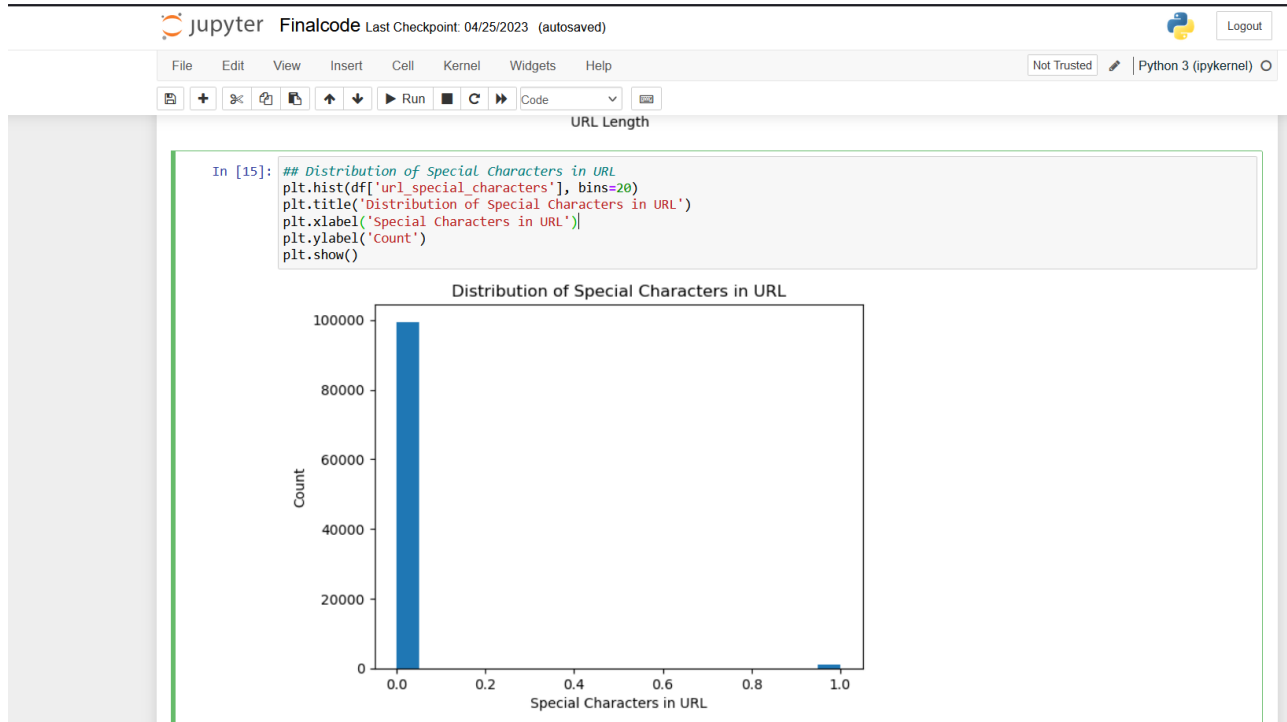 jupyter Finalcode Last Checkpoint: 04/25/2023 (autosaved) Logout
File Edit View Insert Cell Kernel Widgets Help Not Trusted Python 3 (ipykernel)
Run Code
URL Length
In [15]: ## Distribution of Special Characters in URL
plt.hist(df['url_special_characters'], bins=20)
plt.title('Distribution of Special Characters in URL')
plt.xlabel('Special Characters in URL')
plt.ylabel('Count')
plt.show()
Distribution of Special Characters in URL
100000
80000
60000
40000
20000
0
Count
0.0 0.2 0.4 0.6 0.8 1.0
Special Characters in URL